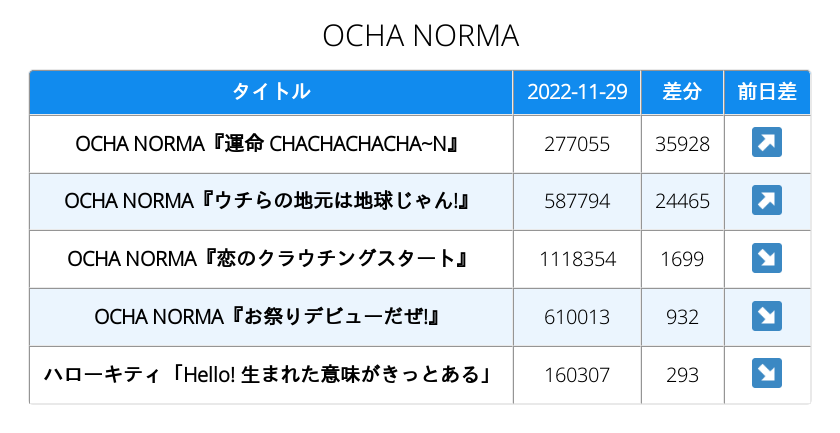 OCHA NORMA
タイトル 2022-11-29 差分 前日差
OCHA NORMA『運命 CHACHACHACHA~N』 277055 35928
OCHA NORMA『ウチらの地元は地球じゃん!』 587794 24465
OCHA NORMA『恋のクラウチングスタート』 1118354 1699
OCHA NORMA『お祭りデビューだぜ!』 610013 932
ハローキティ「Hello! 生まれた意味がきっとある」 160307 293